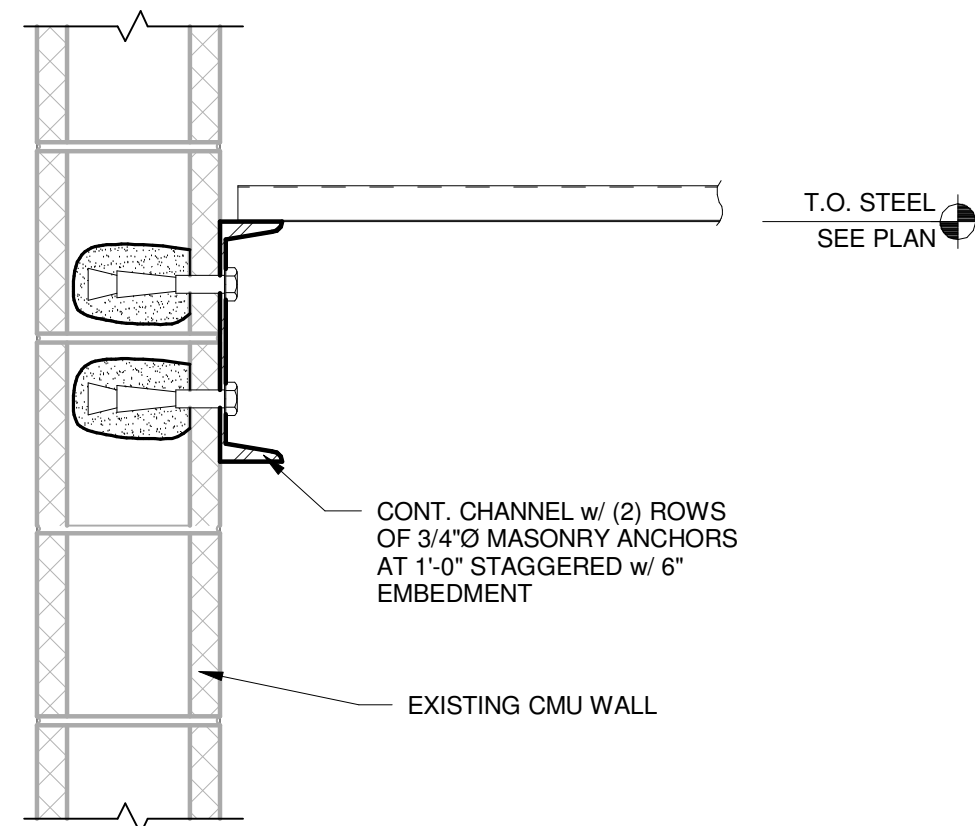 T.O. STEEL
SEE PLAN
CONT. CHANNEL w/ (2) ROWS
OF 3/4"Ø MASONRY ANCHORS
AT 1'-0" STAGGERED w/ 6"
EMBEDMENT
EXISTING CMU WALL